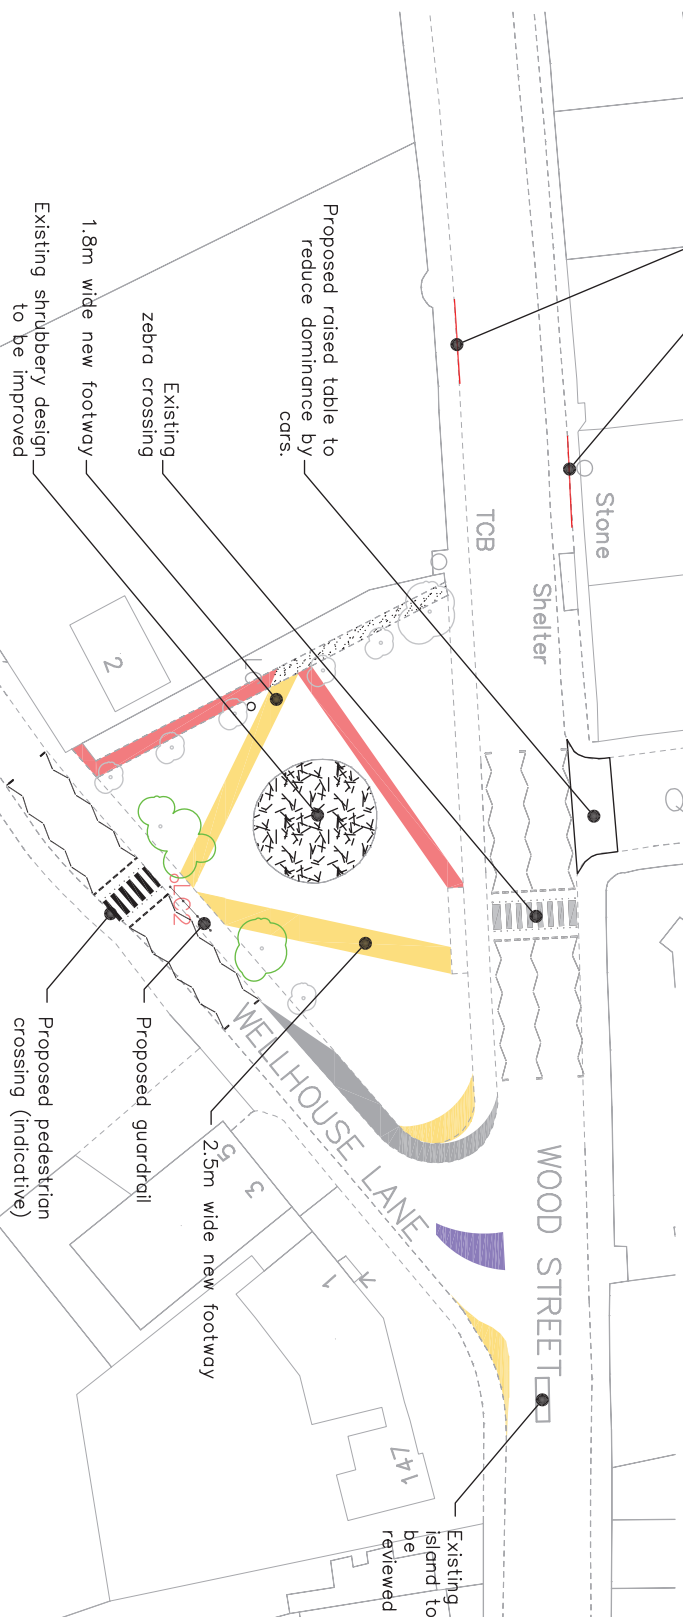 Proposed raised table to
reduce dominance by
cars.
Existing
zebra crossing
1.8m wide new footway
Existing shrubbery design
to be improved
Stone
Shelter
TCB
Q
2
LC2
WELLHOUSE LANE
WOOD STREET
Proposed guardrail
Proposed pedestrian
crossing (indicative)
2.5m wide new footway
5
3
1
147
Existing
island to
be
reviewed